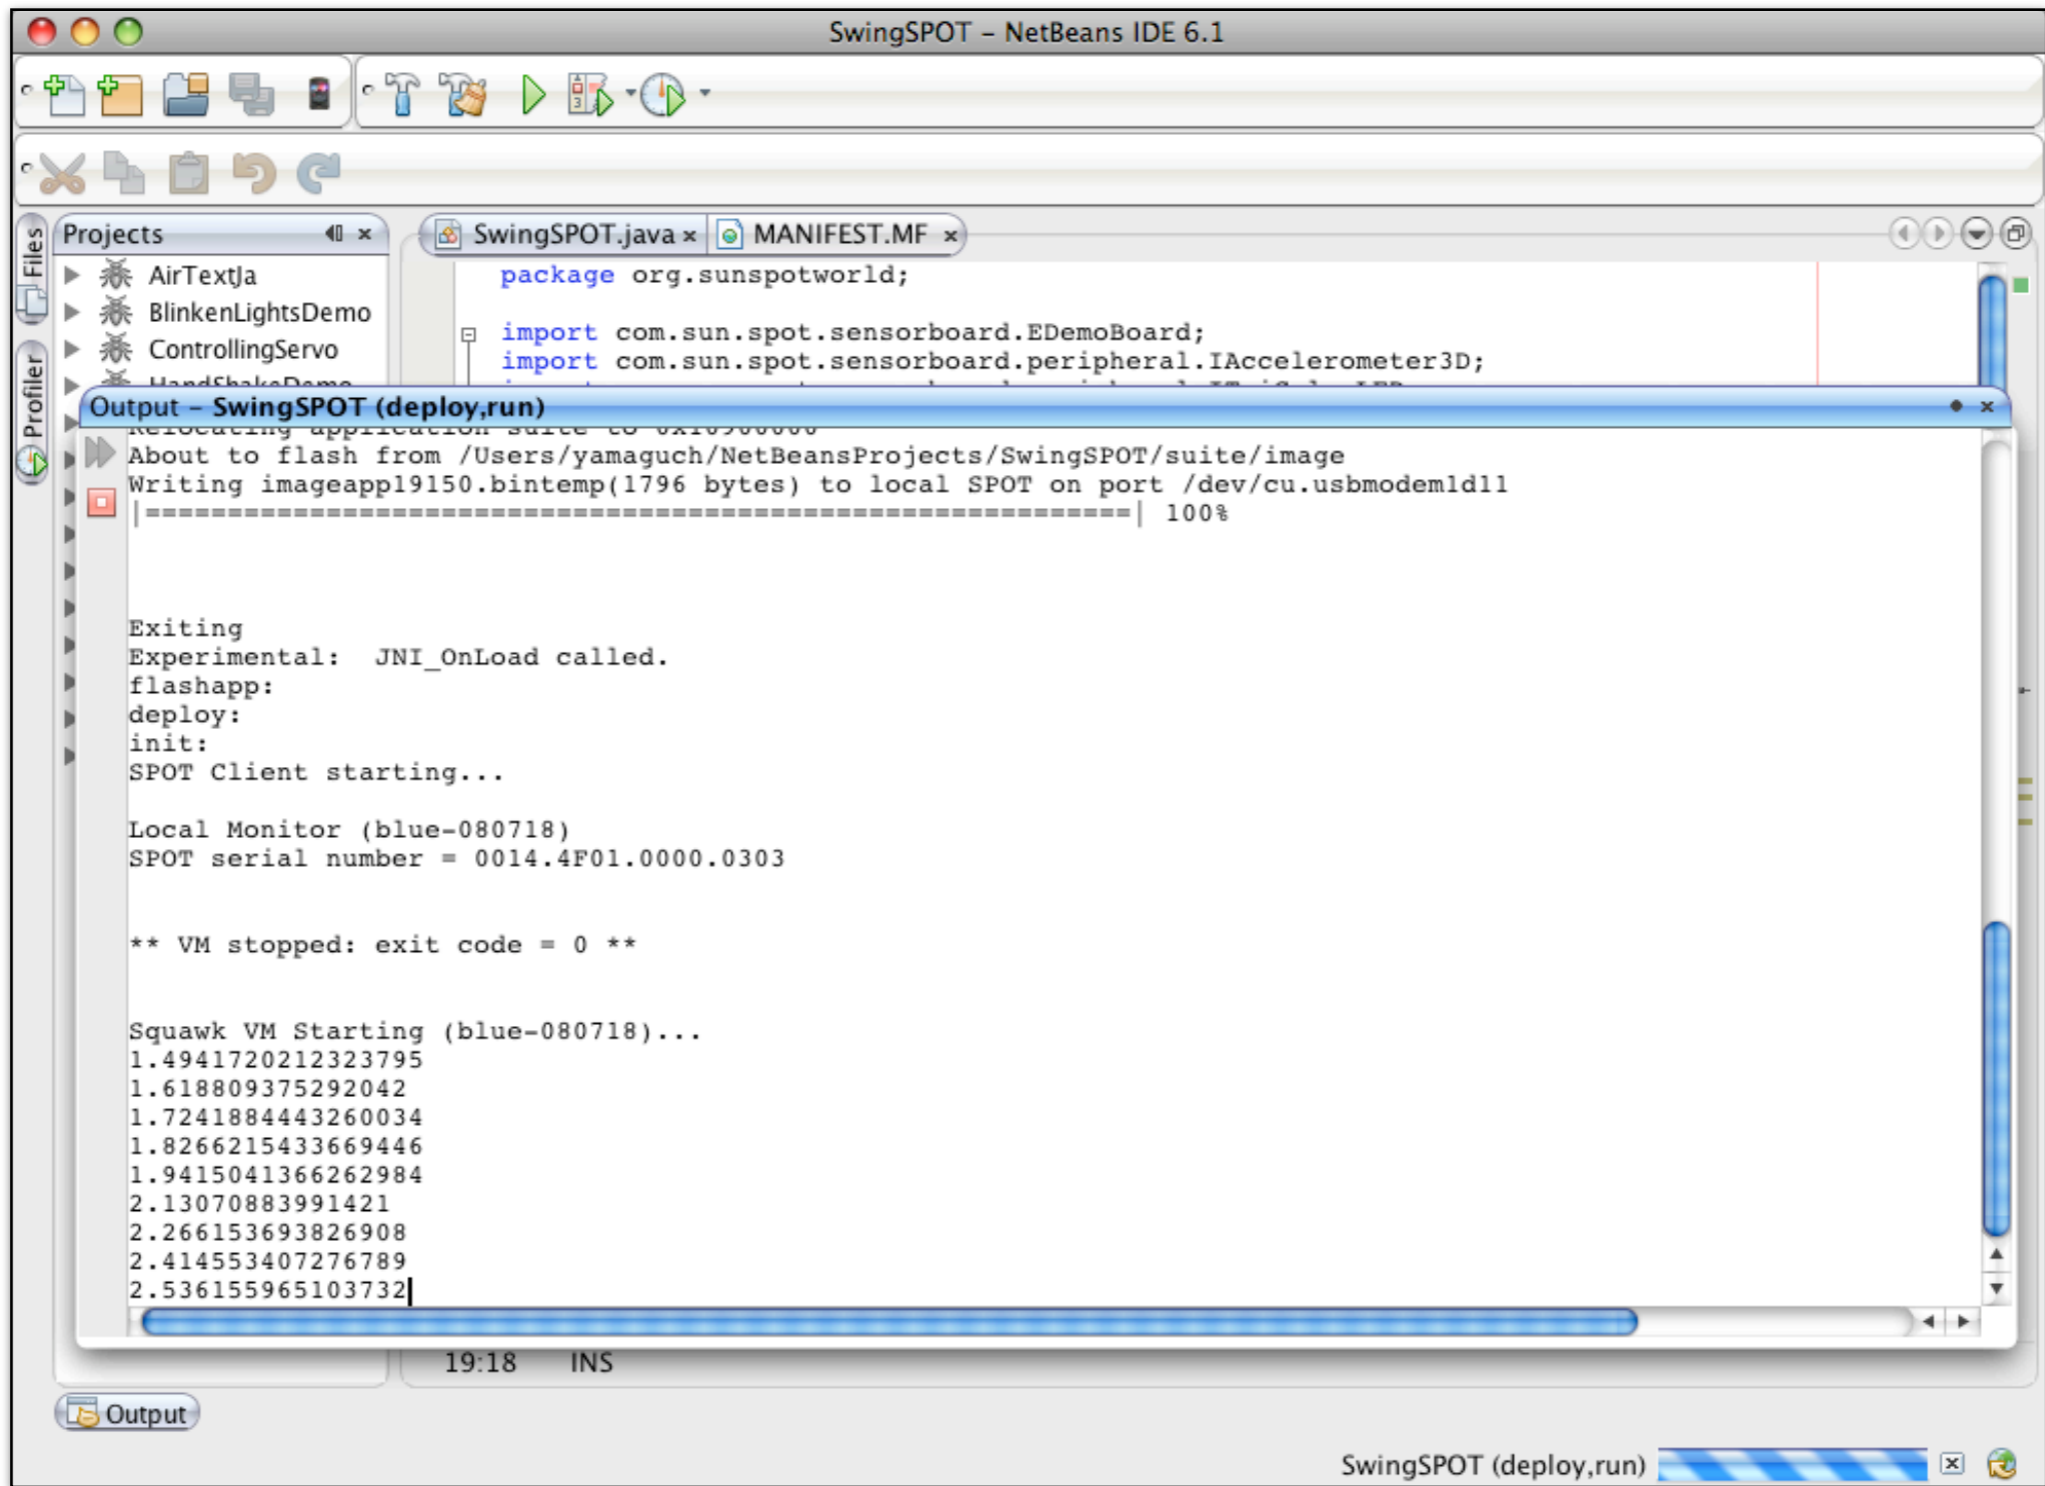 SwingSPOT – NetBeans IDE 6.1
Files
Profiler
Projects
AirTextJa
BlinkenLightsDemo
ControllingServo
HandShakeDemo
SwingSPOT.java
MANIFEST.MF
package org.sunspotworld;
import com.sun.spot.sensorboard.EDemoBoard;
import com.sun.spot.sensorboard.peripheral.IAccelerometer3D;
Output – SwingSPOT (deploy,run)
Relocating application suite to 0x10900000
About to flash from /Users/yamaguch/NetBeansProjects/SwingSPOT/suite/image
Writing imageapp19150.bintemp(1796 bytes) to local SPOT on port /dev/cu.usbmodem1d11
|============================================================| 100%
Exiting
Experimental:  JNI_OnLoad called.
flashapp:
deploy:
init:
SPOT Client starting...
Local Monitor (blue-080718)
SPOT serial number = 0014.4F01.0000.0303
** VM stopped: exit code = 0 **
Squawk VM Starting (blue-080718)...
1.4941720212323795
1.618809375292042
1.7241884443260034
1.8266215433669446
1.9415041366262984
2.13070883991421
2.266153693826908
2.414553407276789
2.536155965103732
19:18 INS
Output
SwingSPOT (deploy,run)